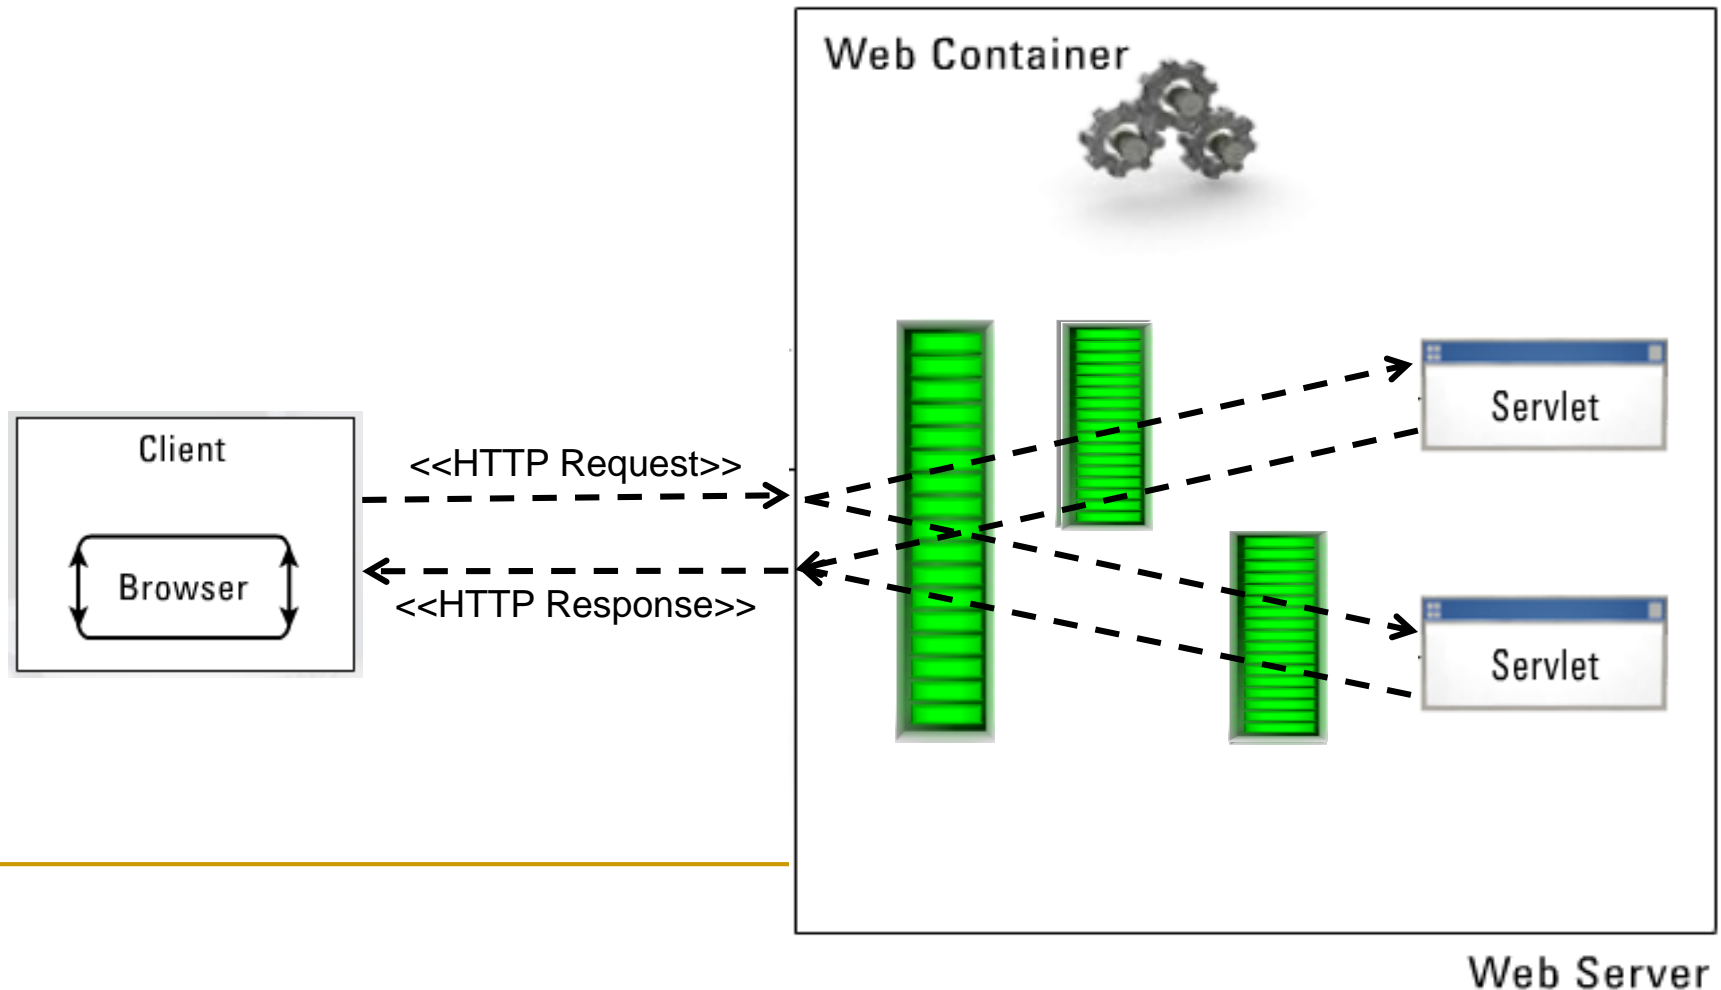 Web Container
Servlet
Client
<<HTTP Request>>
Browser
<<HTTP Response>>
Servlet
Web Server